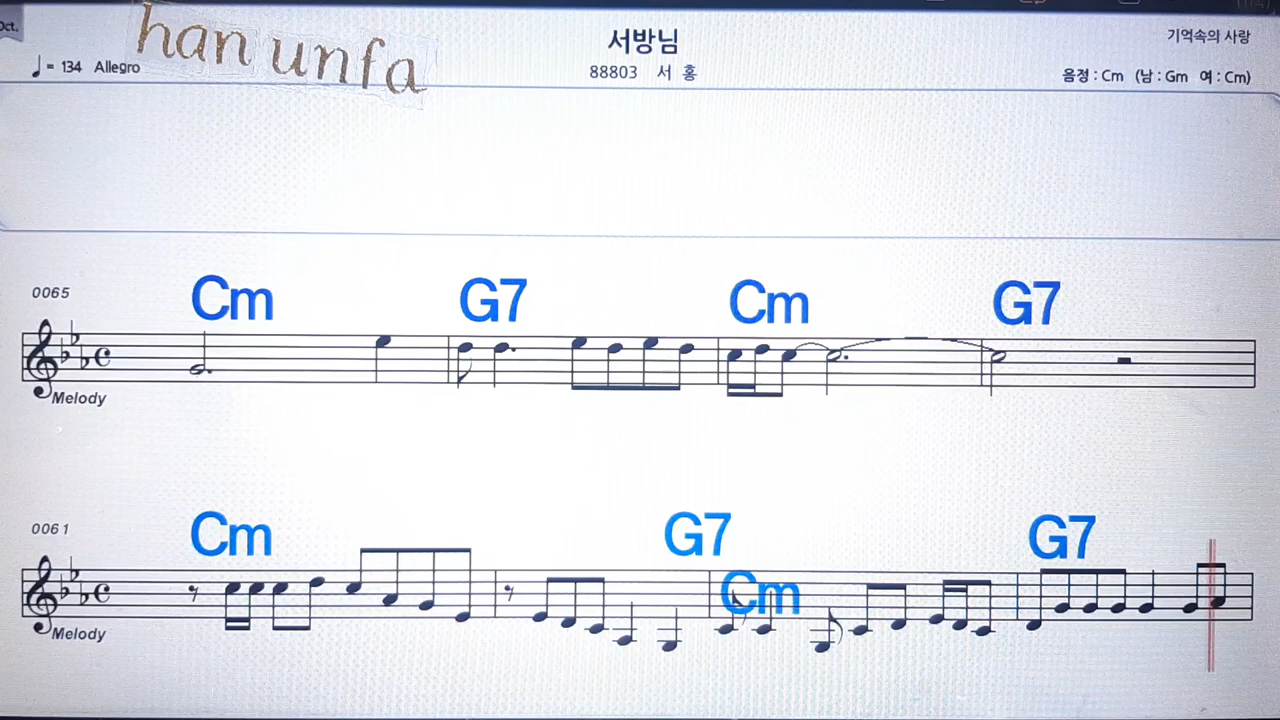 Oct.
han unfa
서방님
기억속의 사랑
♩= 134 Allegro
88803 서 홍
음정 : Cm (남 : Gm 여 : Cm)
0065
Cm G7 Cm G7
Melody
0061
Cm G7 Cm G7
Melody